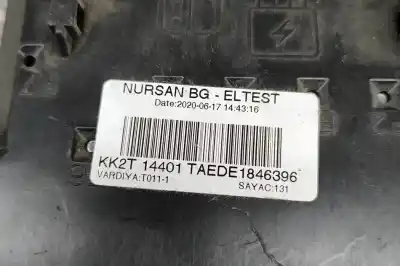 NURSAN BG - ELTEST
Date:2020-06-17 14:43:16
KK2T 14401 TAEDE1846396
VARDIYA:T011-1 SAYAC:131